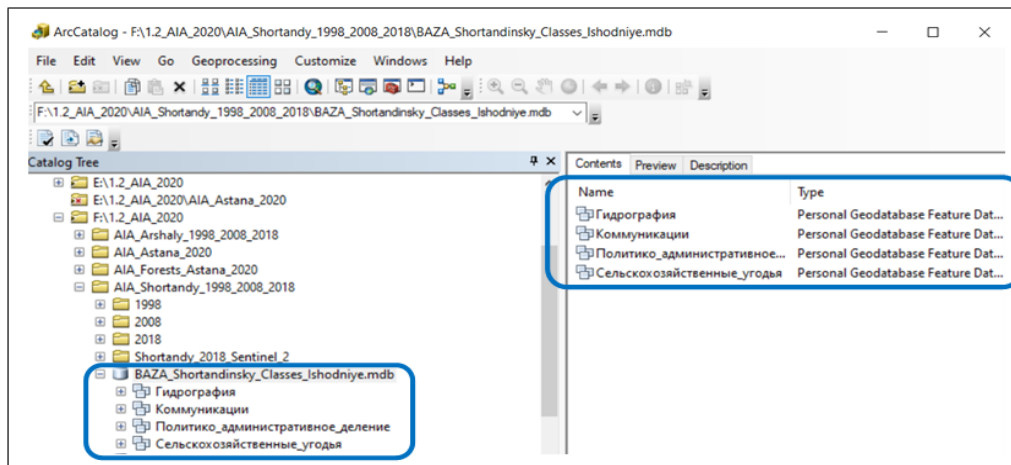 ArcCatalog - F:\1.2_AIA_2020\AIA_Shortandy_1998_2008_2018\BAZA_Shortandinsky_Classes_Ishodniye.mdb
File Edit View Go Geoprocessing Customize Windows Help
F:\1.2_AIA_2020\AIA_Shortandy_1998_2008_2018\BAZA_Shortandinsky_Classes_Ishodniye.mdb
Catalog Tree
E:\1.2_AIA_2020
E:\1.2_AIA_2020\AIA_Astana_2020
F:\1.2_AIA_2020
AIA_Arshaly_1998_2008_2018
AIA_Astana_2020
AIA_Forests_Astana_2020
AIA_Shortandy_1998_2008_2018
1998
2008
2018
Shortandy_2018_Sentinel_2
BAZA_Shortandinsky_Classes_Ishodniye.mdb
Гидрография
Коммуникации
Политико_административное_деление
Сельскохозяйственные_угодья
Contents Preview Description
Name Type
Гидрография Personal Geodatabase Feature Dat...
Коммуникации Personal Geodatabase Feature Dat...
Политико_административное... Personal Geodatabase Feature Dat...
Сельскохозяйственные_угодья Personal Geodatabase Feature Dat...